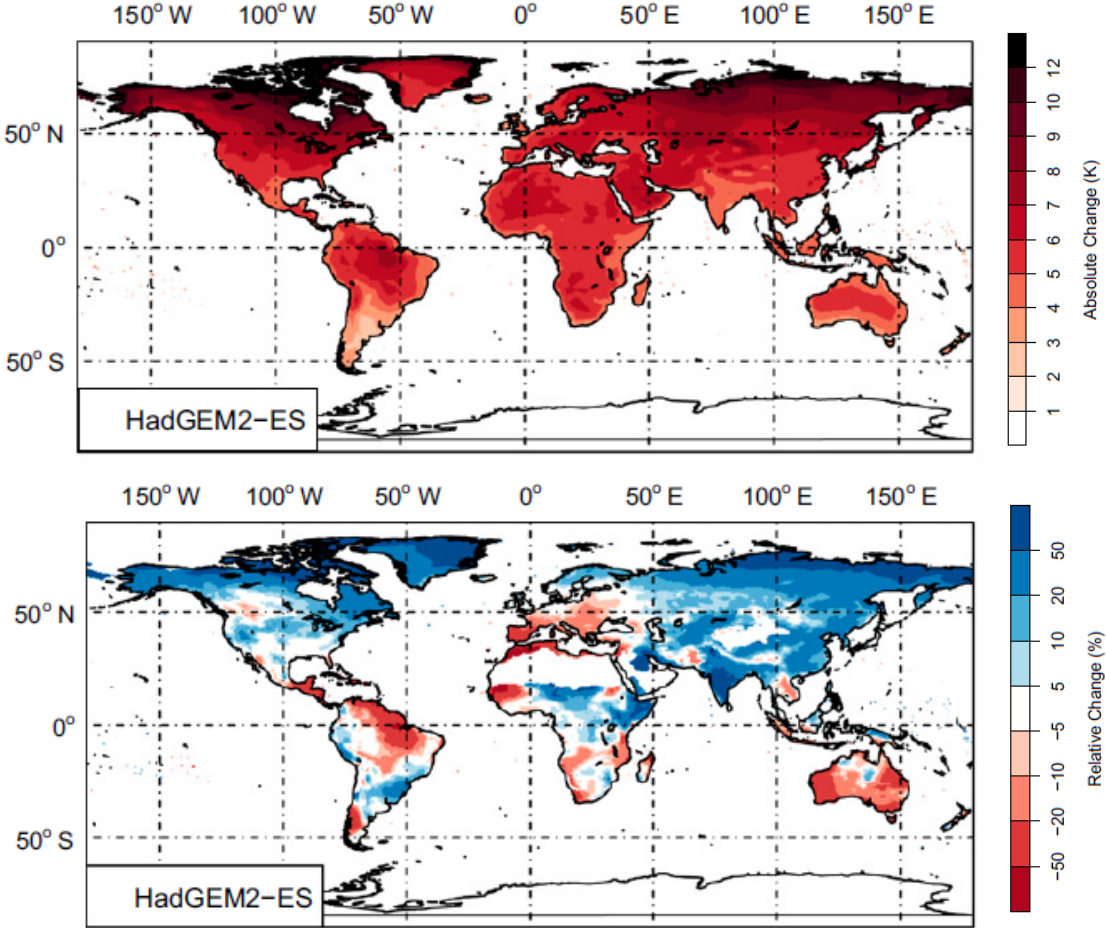 150° W 100° W 50° W 0° 50° E 100° E 150° E
50° N
0°
50° S
HadGEM2−ES
12
10
9
8
7
6
5
4
3
2
1
Absolute Change (K)
150° W 100° W 50° W 0° 50° E 100° E 150° E
50° N
0°
50° S
HadGEM2−ES
50
20
10
5
−5
−10
−20
−50
Relative Change (%)